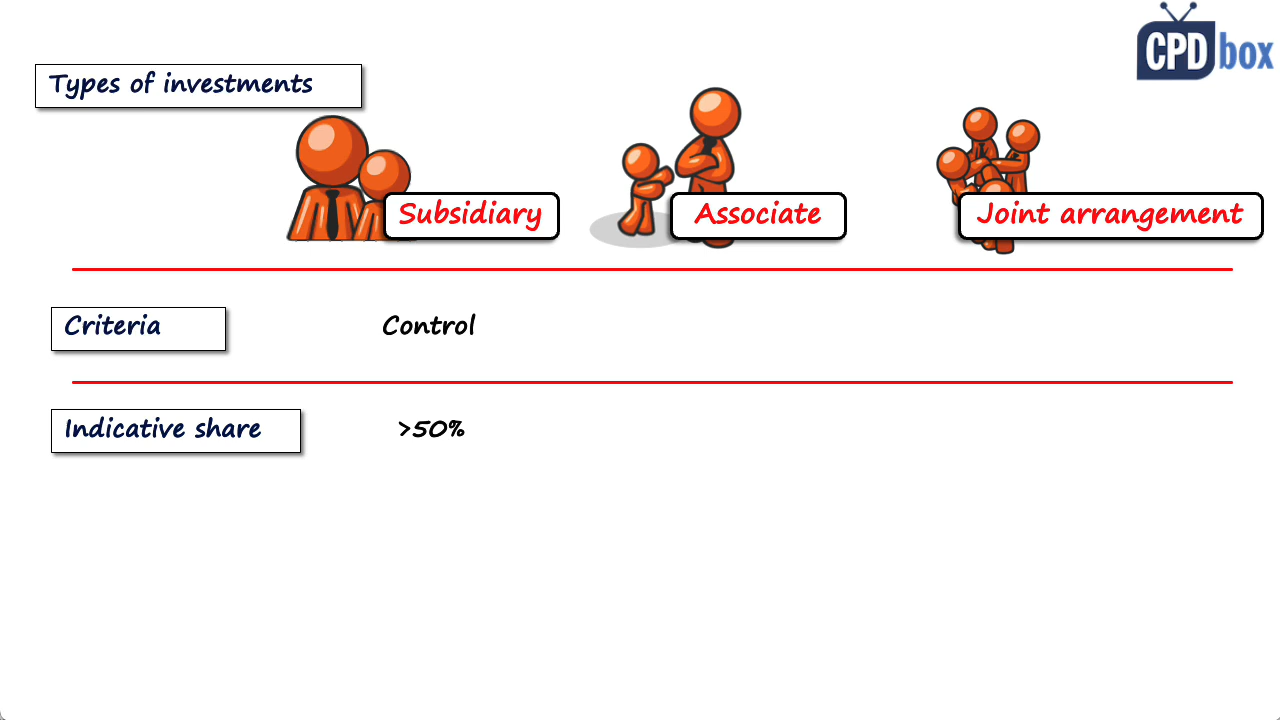 CPD box
Types of investments
Subsidiary
Associate
Joint arrangement
Criteria
Control
Indicative share
>50%